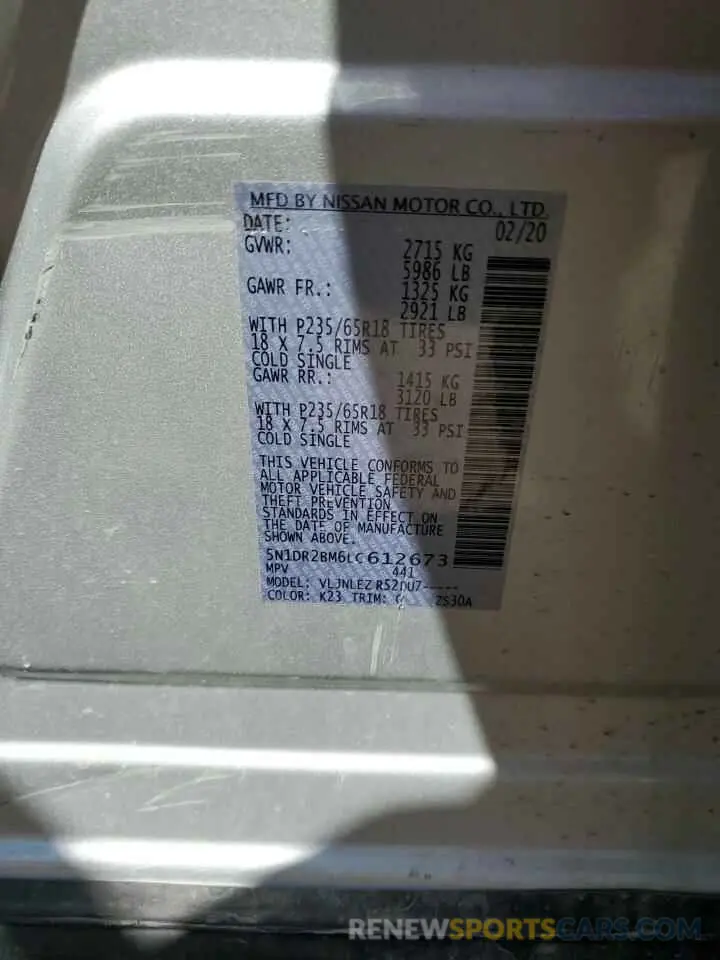 MFD BY NISSAN MOTOR CO., LTD.
DATE: 02/20
GVWR: 2715 KG
5986 LB
GAWR FR.: 1325 KG
2921 LB
WITH P235/65R18 TIRES
18 X 7.5 RIMS AT 33 PSI
COLD SINGLE
GAWR RR.: 1415 KG
3120 LB
WITH P235/65R18 TIRES
18 X 7.5 RIMS AT 33 PSI
COLD SINGLE
THIS VEHICLE CONFORMS TO
ALL APPLICABLE FEDERAL
MOTOR VEHICLE SAFETY AND
THEFT PREVENTION
STANDARDS IN EFFECT ON
THE DATE OF MANUFACTURE
SHOWN ABOVE.
5N1DR2BM6LC612673
MPV 441
MODEL: VLJNLEZ R52DU7-----
COLOR: K23 TRIM: 2S30A
RENEWSPORTSCARS.COM